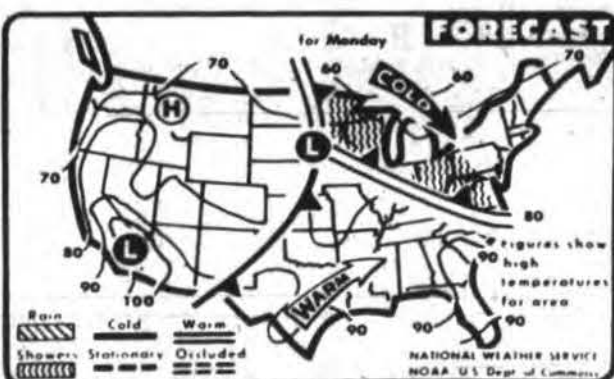 FORECAST
for Monday
70
60
COLD
60
70
H
L
70
80
L
90
100
80
Figures show
90
high
temperatures
for area
WARM
90
90
90
Rain
Cold
Warm
Showers
Stationary
Occluded
NATIONAL WEATHER SERVICE
NOAA U S Dept of Commerce